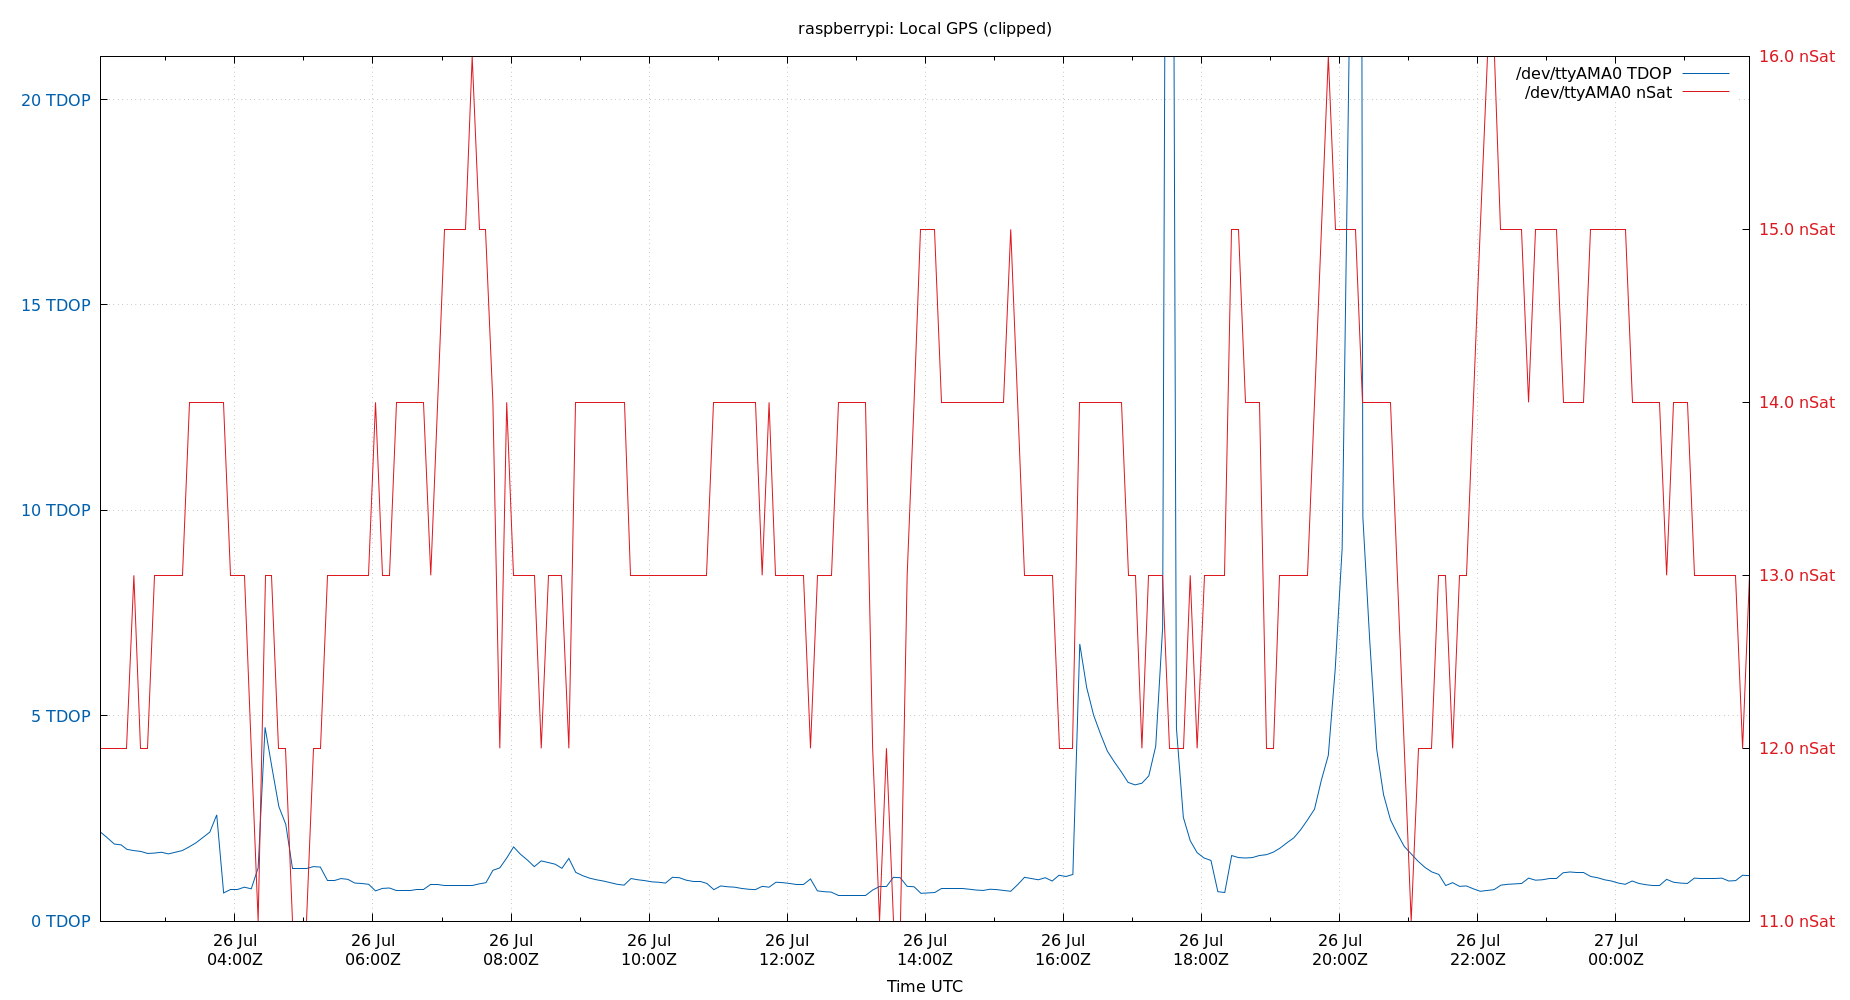 raspberrypi: Local GPS (clipped)
/dev/ttyAMA0 TDOP
/dev/ttyAMA0 nSat
20 TDOP
15 TDOP
10 TDOP
5 TDOP
0 TDOP
16.0 nSat
15.0 nSat
14.0 nSat
13.0 nSat
12.0 nSat
11.0 nSat
26 Jul 26 Jul 26 Jul 26 Jul 26 Jul 26 Jul 26 Jul 26 Jul 26 Jul 26 Jul 27 Jul
04:00Z 06:00Z 08:00Z 10:00Z 12:00Z 14:00Z 16:00Z 18:00Z 20:00Z 22:00Z 00:00Z
Time UTC